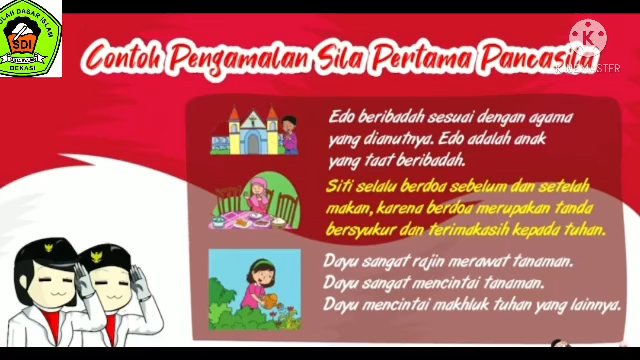 SDI
BEKASI
Contoh Pengamalan Sila Pertama Pancasila
K
Edo beribadah sesuai dengan agama
yang dianutnya. Edo adalah anak
yang taat beribadah.
Siti selalu berdoa sebelum dan setelah
makan, karena berdoa merupakan tanda
bersyukur dan terimakasih kepada tuhan.
Dayu sangat rajin merawat tanaman.
Dayu sangat mencintai tanaman.
Dayu mencintai makhluk tuhan yang lainnya.